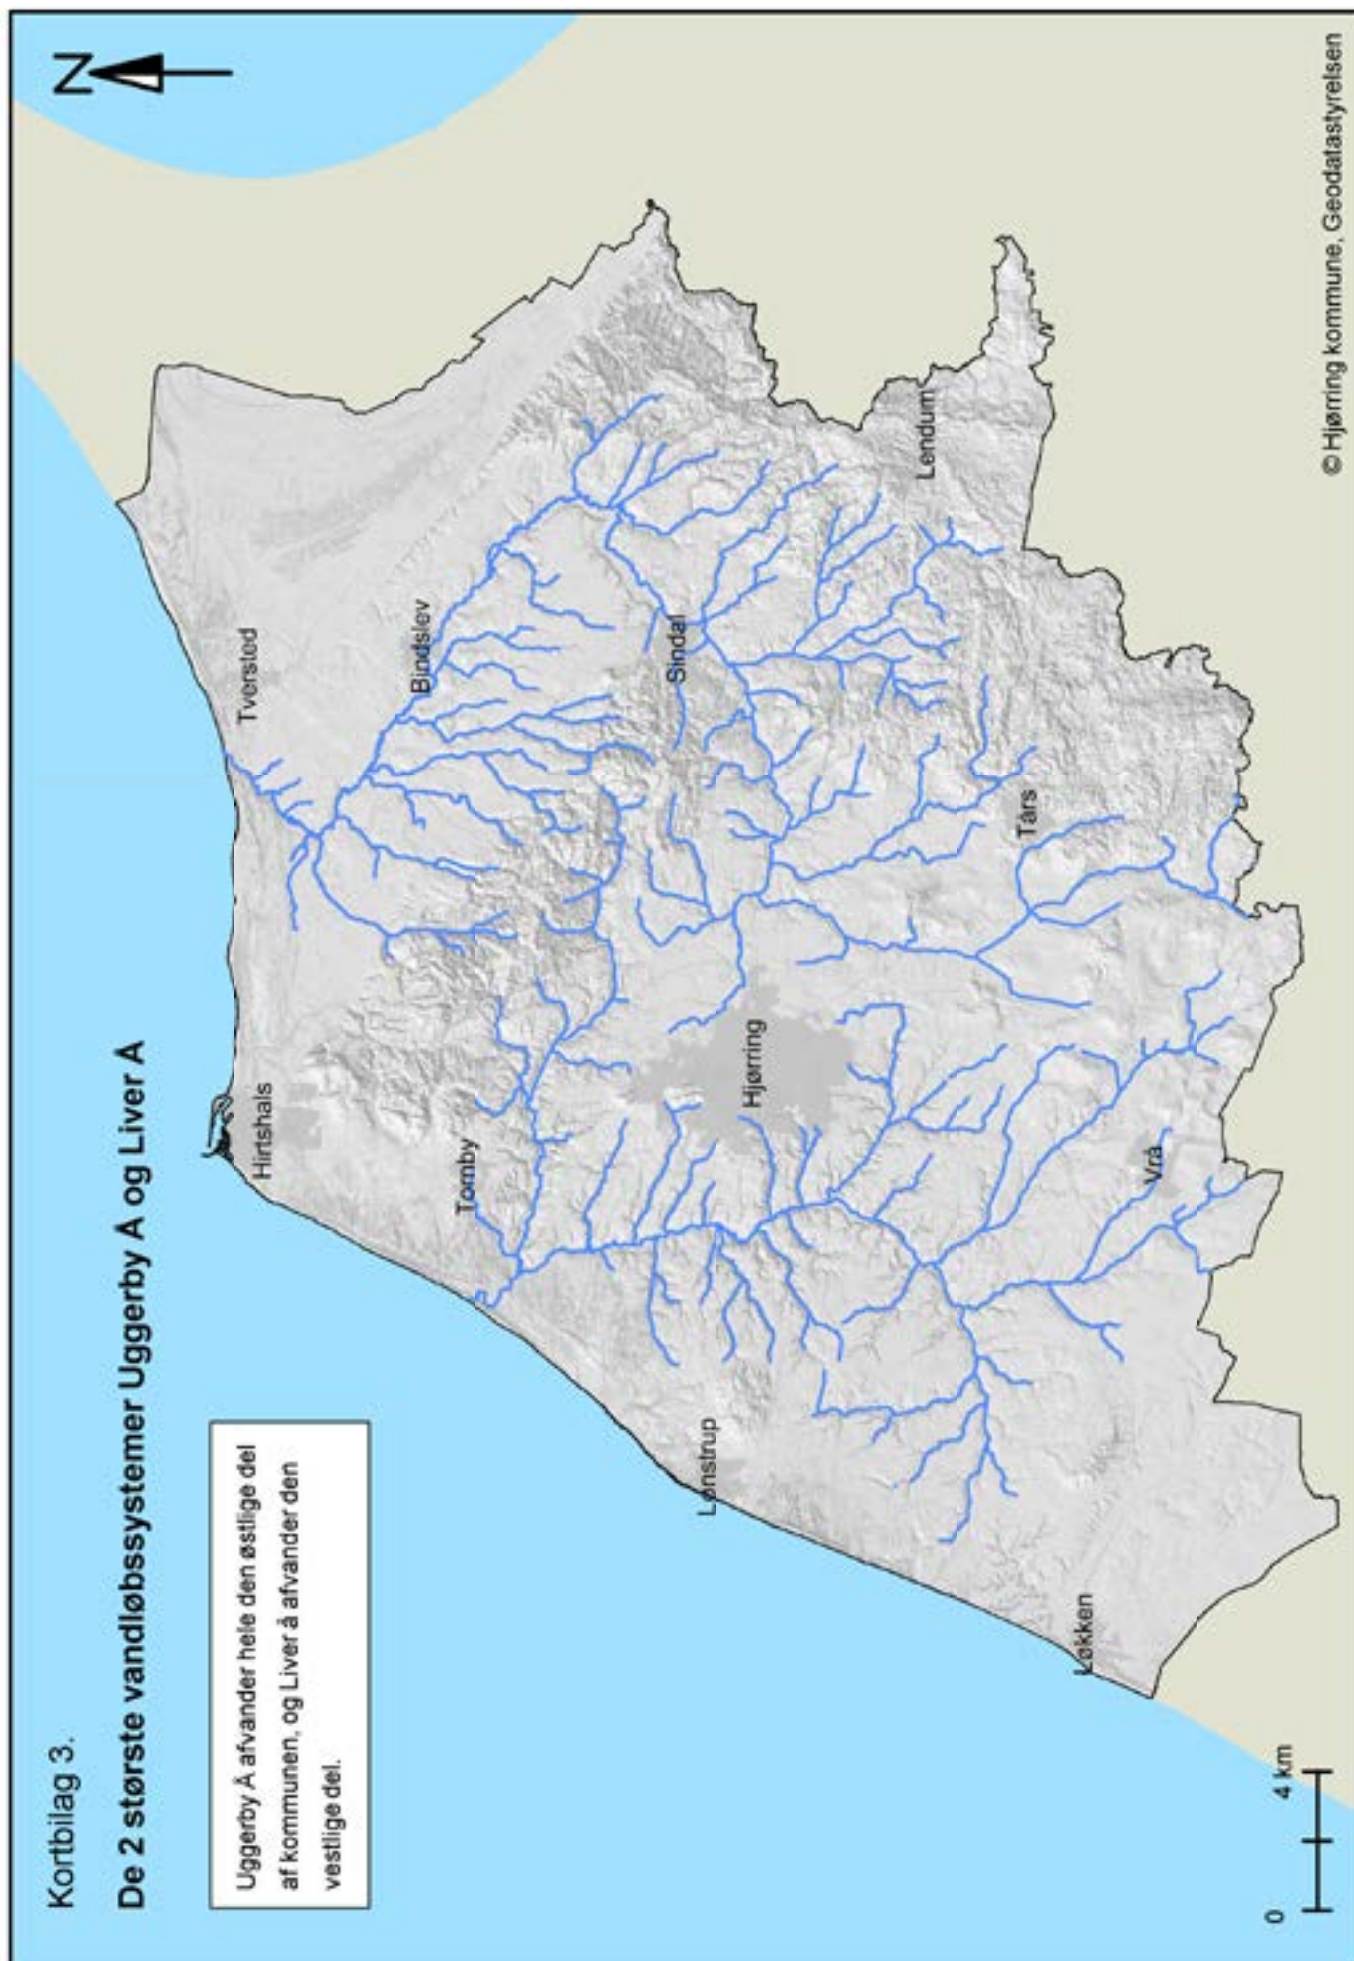 Kortbilag 3.
De 2 største vandløbssystemer Uggerby Å og Liver Å
Uggerby Å afvander hele den østlige del
af kommunen, og Liver å afvander den
vestlige del.
N
Hirtshals
Tversted
Bindslev
Tornby
Sindal
Lønstrup
Hjørring
Lendum
Tårs
Løkken
Vrå
0
4 km
© Hjørring kommune, Geodatastyrelsen